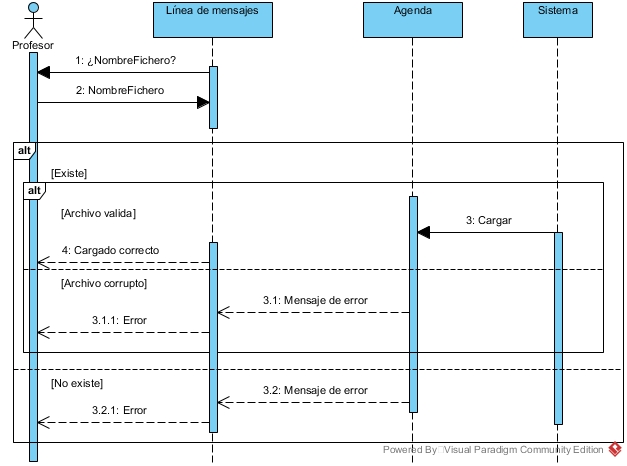 Línea de mensajes
Agenda
Sistema
Profesor
1: ¿NombreFichero?
2: NombreFichero
alt
[Existe]
alt
[Archivo valida]
3: Cargar
4: Cargado correcto
[Archivo corrupto]
3.1: Mensaje de error
3.1.1: Error
[No existe]
3.2: Mensaje de error
3.2.1: Error
Powered By Visual Paradigm Community Edition